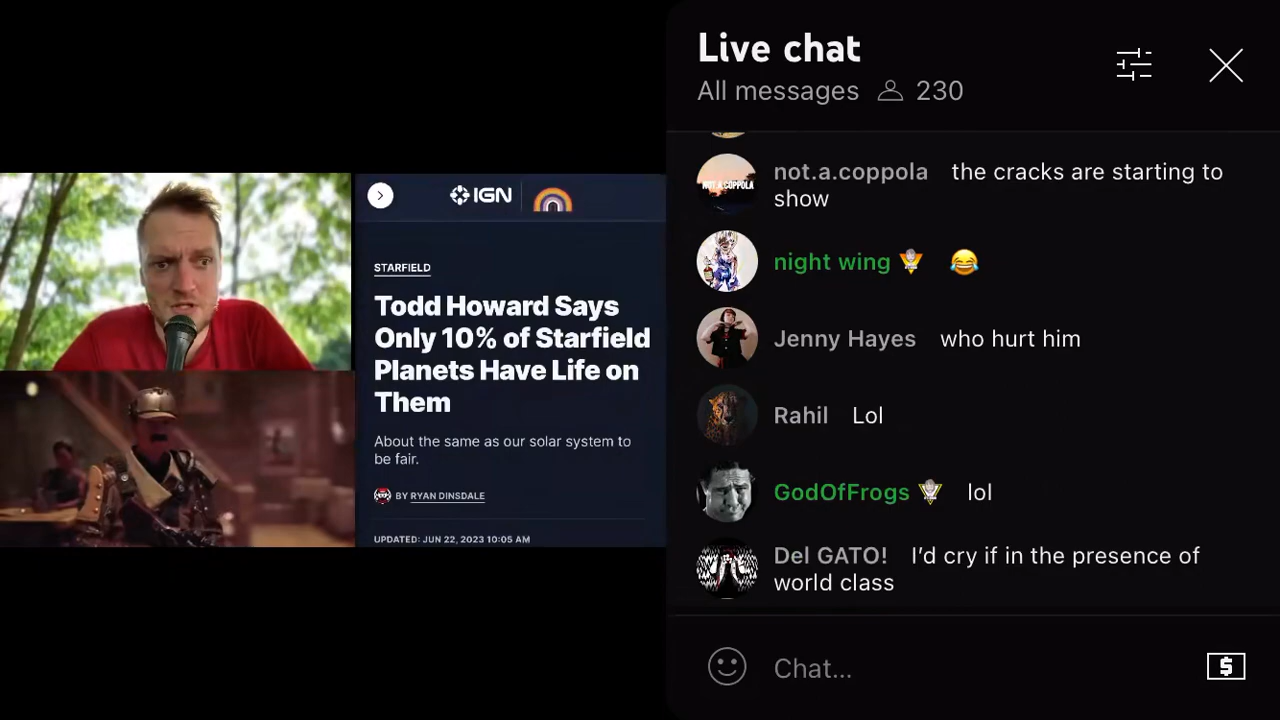 Live chat
All messages 230
not.a.coppola the cracks are starting to
show
night wing 😂
Jenny Hayes who hurt him
Rahil Lol
GodOfFrogs lol
Del GATO! I'd cry if in the presence of
world class
Chat...
$
IGN
STARFIELD
Todd Howard Says
Only 10% of Starfield
Planets Have Life on
Them
About the same as our solar system to
be fair.
BY RYAN DINSDALE
UPDATED: JUN 22, 2023 10:05 AM
NOT.A.COPPOLA